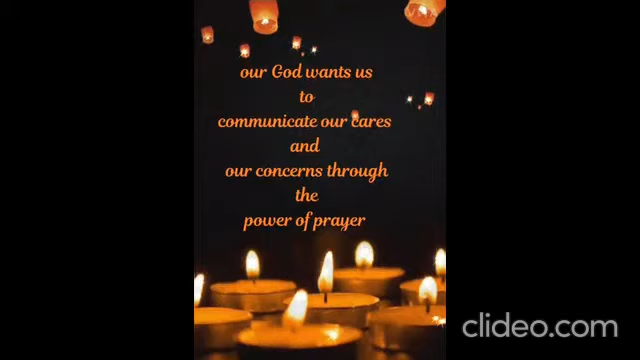 our God wants us
to
communicate our cares
and
our concerns through
the
power of prayer
clideo.com